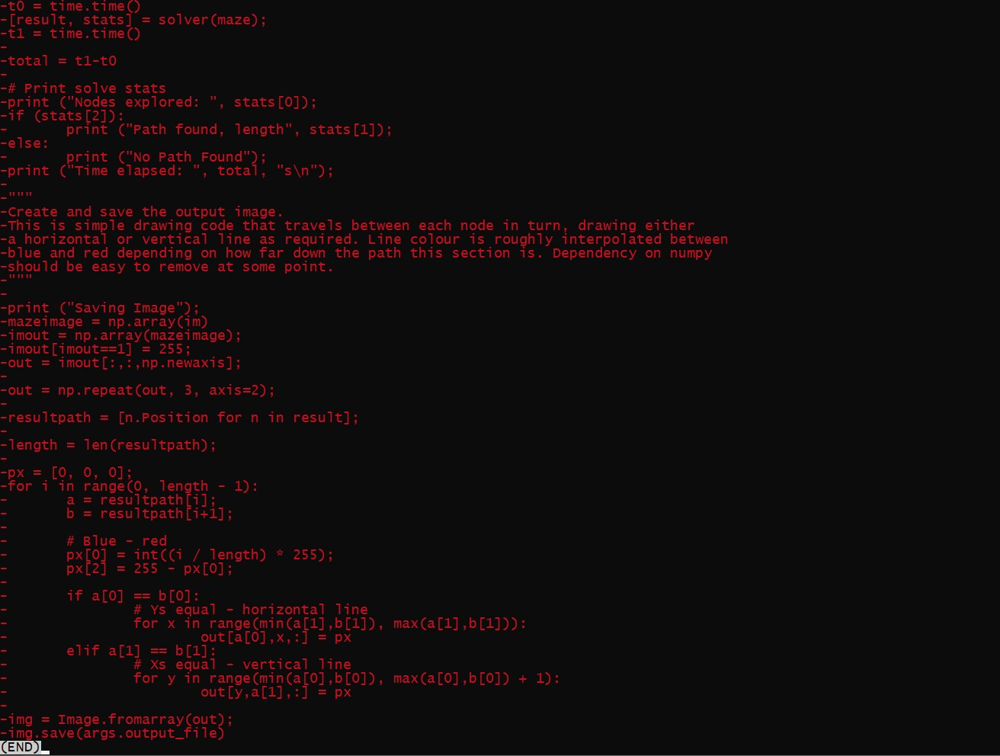 -t0 = time.time()
-[result, stats] = solver(maze);
-t1 = time.time()
-
-total = t1-t0
-
-# Print solve stats
-print ("Nodes explored: ", stats[0]);
-if (stats[2]):
-       print ("Path found, length", stats[1]);
-else:
-       print ("No Path Found");
-print ("Time elapsed: ", total, "s\n");
-
-"""
-Create and save the output image.
-This is simple drawing code that travels between each node in turn, drawing either
-a horizontal or vertical line as required. Line colour is roughly interpolated between
-blue and red depending on how far down the path this section is. Dependency on numpy
-should be easy to remove at some point.
-"""
-
-print ("Saving Image");
-mazeimage = np.array(im)
-imout = np.array(mazeimage);
-imout[imout==1] = 255;
-out = imout[:,:,np.newaxis];
-
-out = np.repeat(out, 3, axis=2);
-
-resultpath = [n.Position for n in result];
-
-length = len(resultpath);
-
-px = [0, 0, 0];
-for i in range(0, length - 1):
-       a = resultpath[i];
-       b = resultpath[i+1];
-
-       # Blue - red
-       px[0] = int((i / length) * 255);
-       px[2] = 255 - px[0];
-
-       if a[0] == b[0]:
-               # Ys equal - horizontal line
-               for x in range(min(a[1],b[1]), max(a[1],b[1])):
-                       out[a[0],x,:] = px
-       elif a[1] == b[1]:
-               # Xs equal - vertical line
-               for y in range(min(a[0],b[0]), max(a[0],b[0]) + 1):
-                       out[y,a[1],:] = px
-
-img = Image.fromarray(out);
-img.save(args.output_file)
(END)